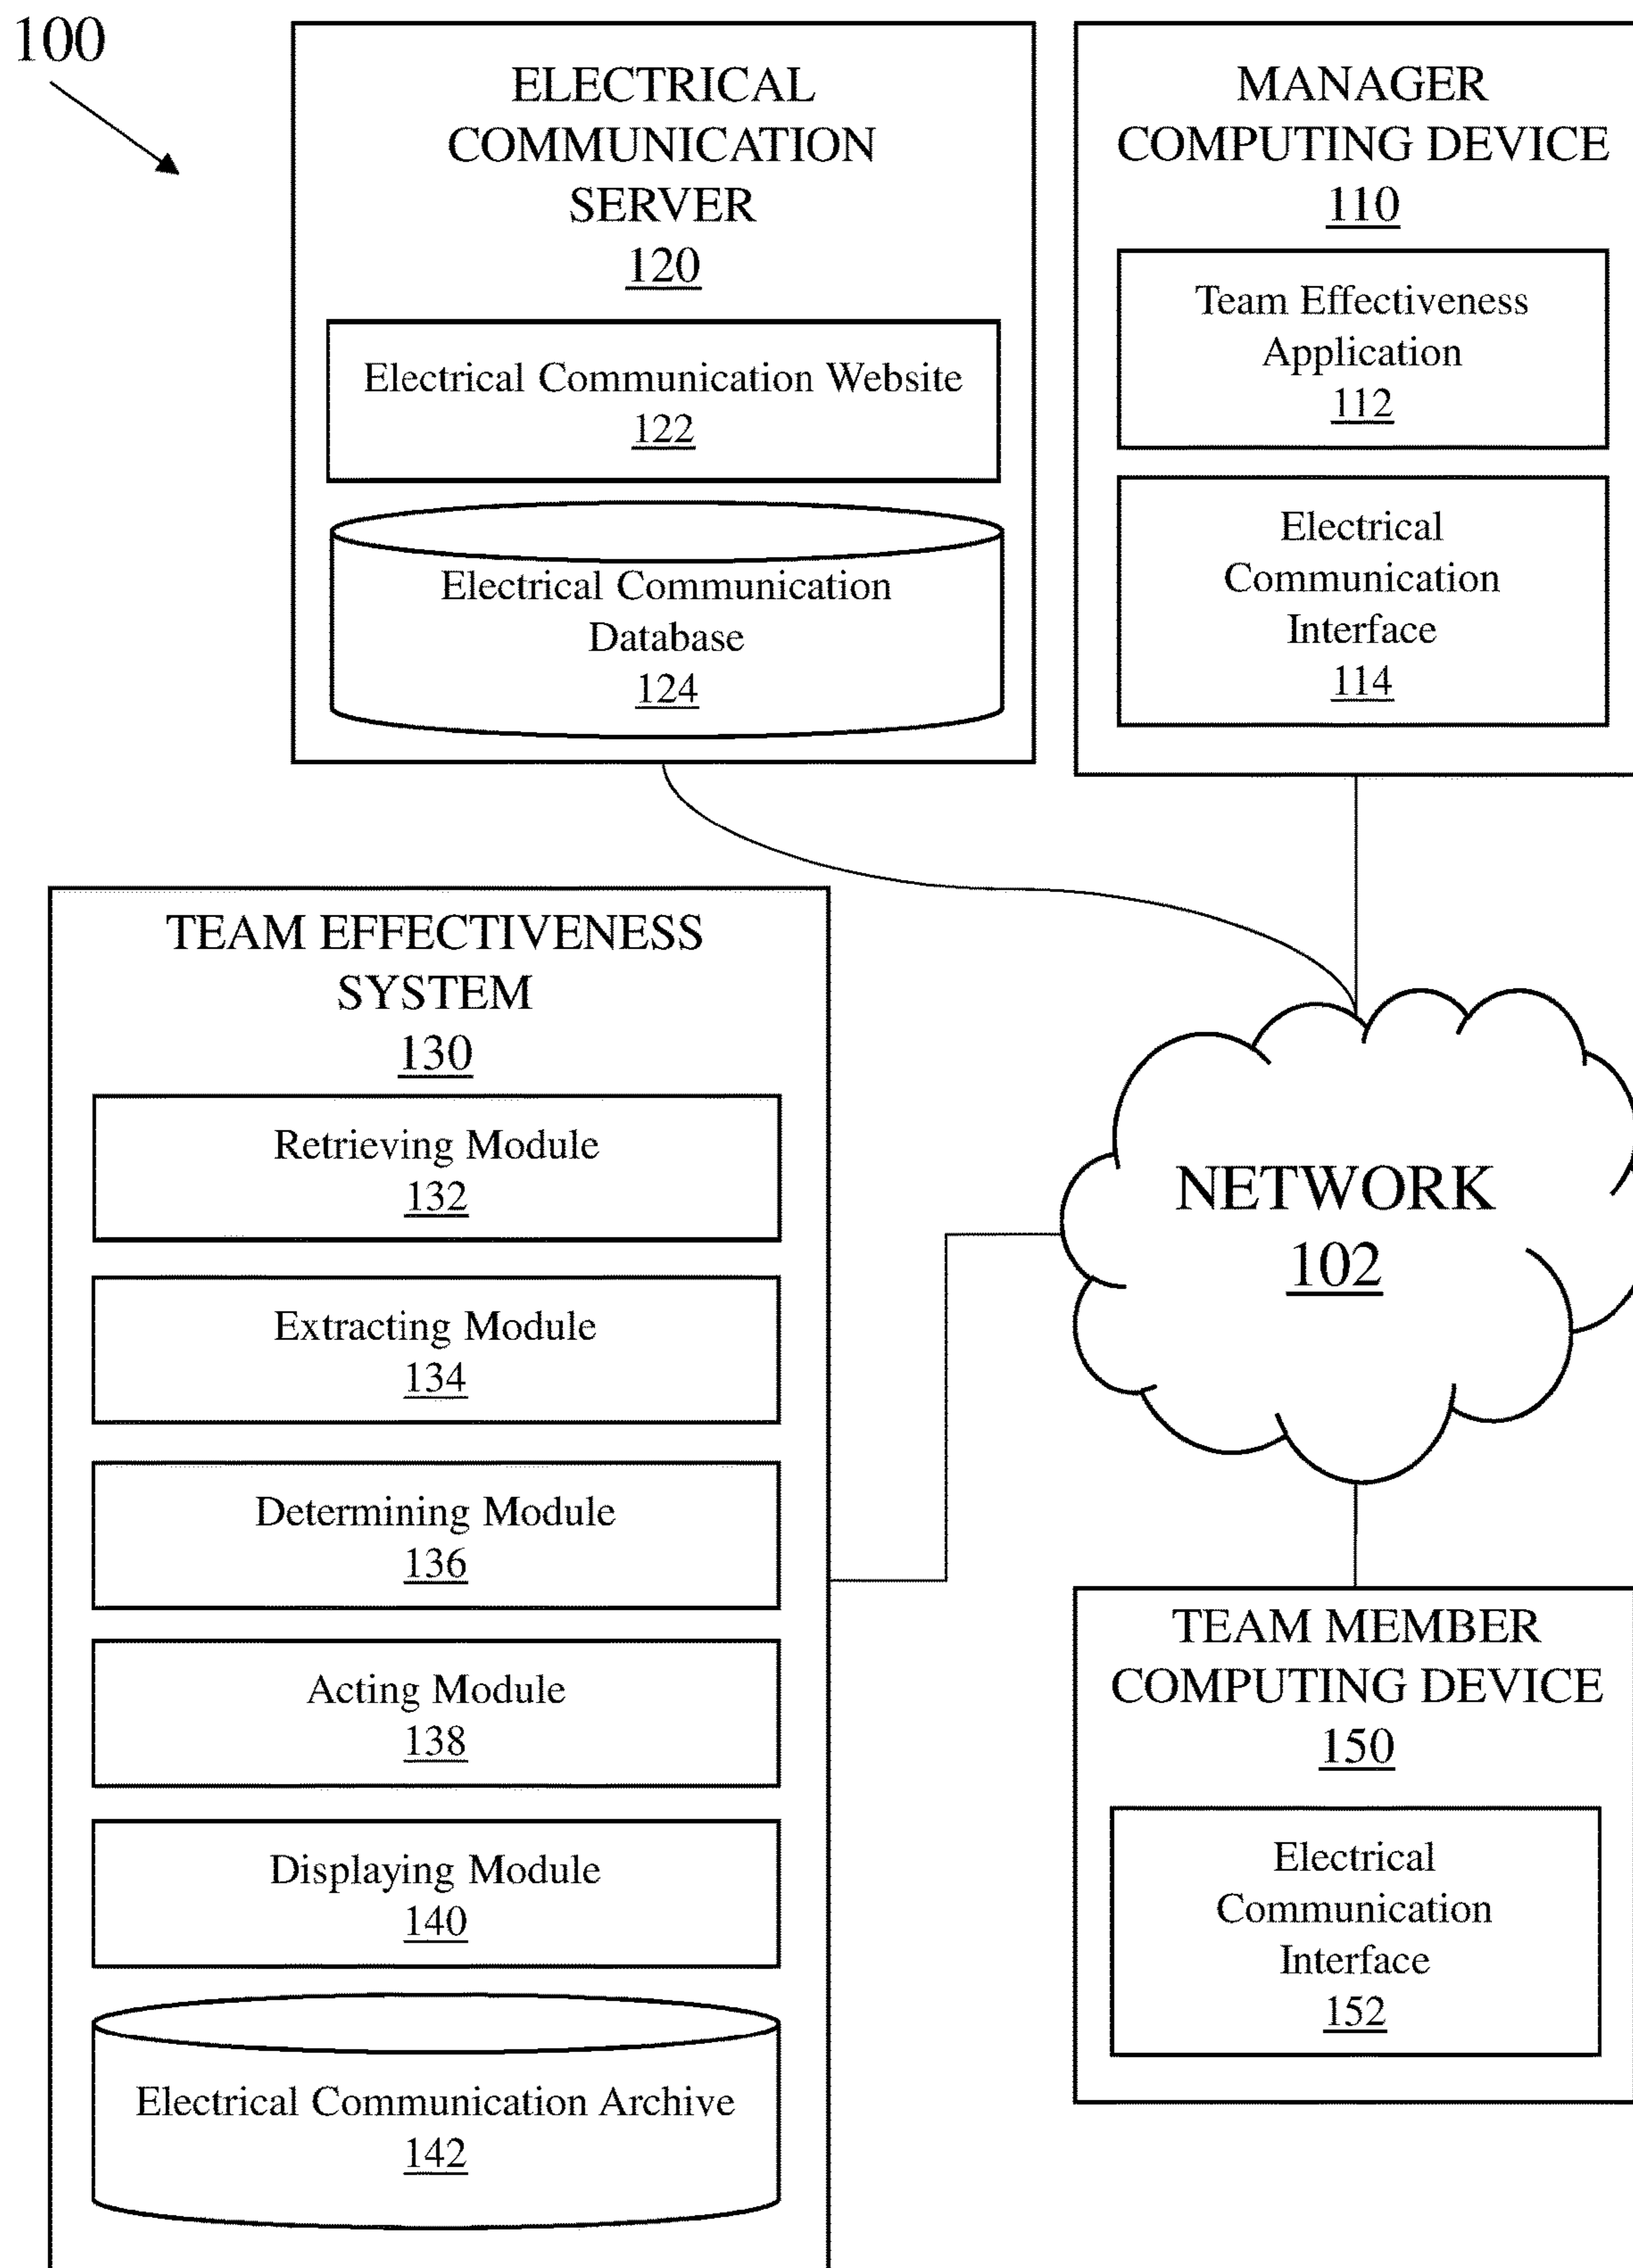 100
ELECTRICAL
COMMUNICATION
SERVER
120
Electrical Communication Website
122
Electrical Communication
Database
124
MANAGER
COMPUTING DEVICE
110
Team Effectiveness
Application
112
Electrical
Communication
Interface
114
TEAM EFFECTIVENESS
SYSTEM
130
Retrieving Module
132
Extracting Module
134
Determining Module
136
Acting Module
138
Displaying Module
140
Electrical Communication Archive
142
NETWORK
102
TEAM MEMBER
COMPUTING DEVICE
150
Electrical
Communication
Interface
152